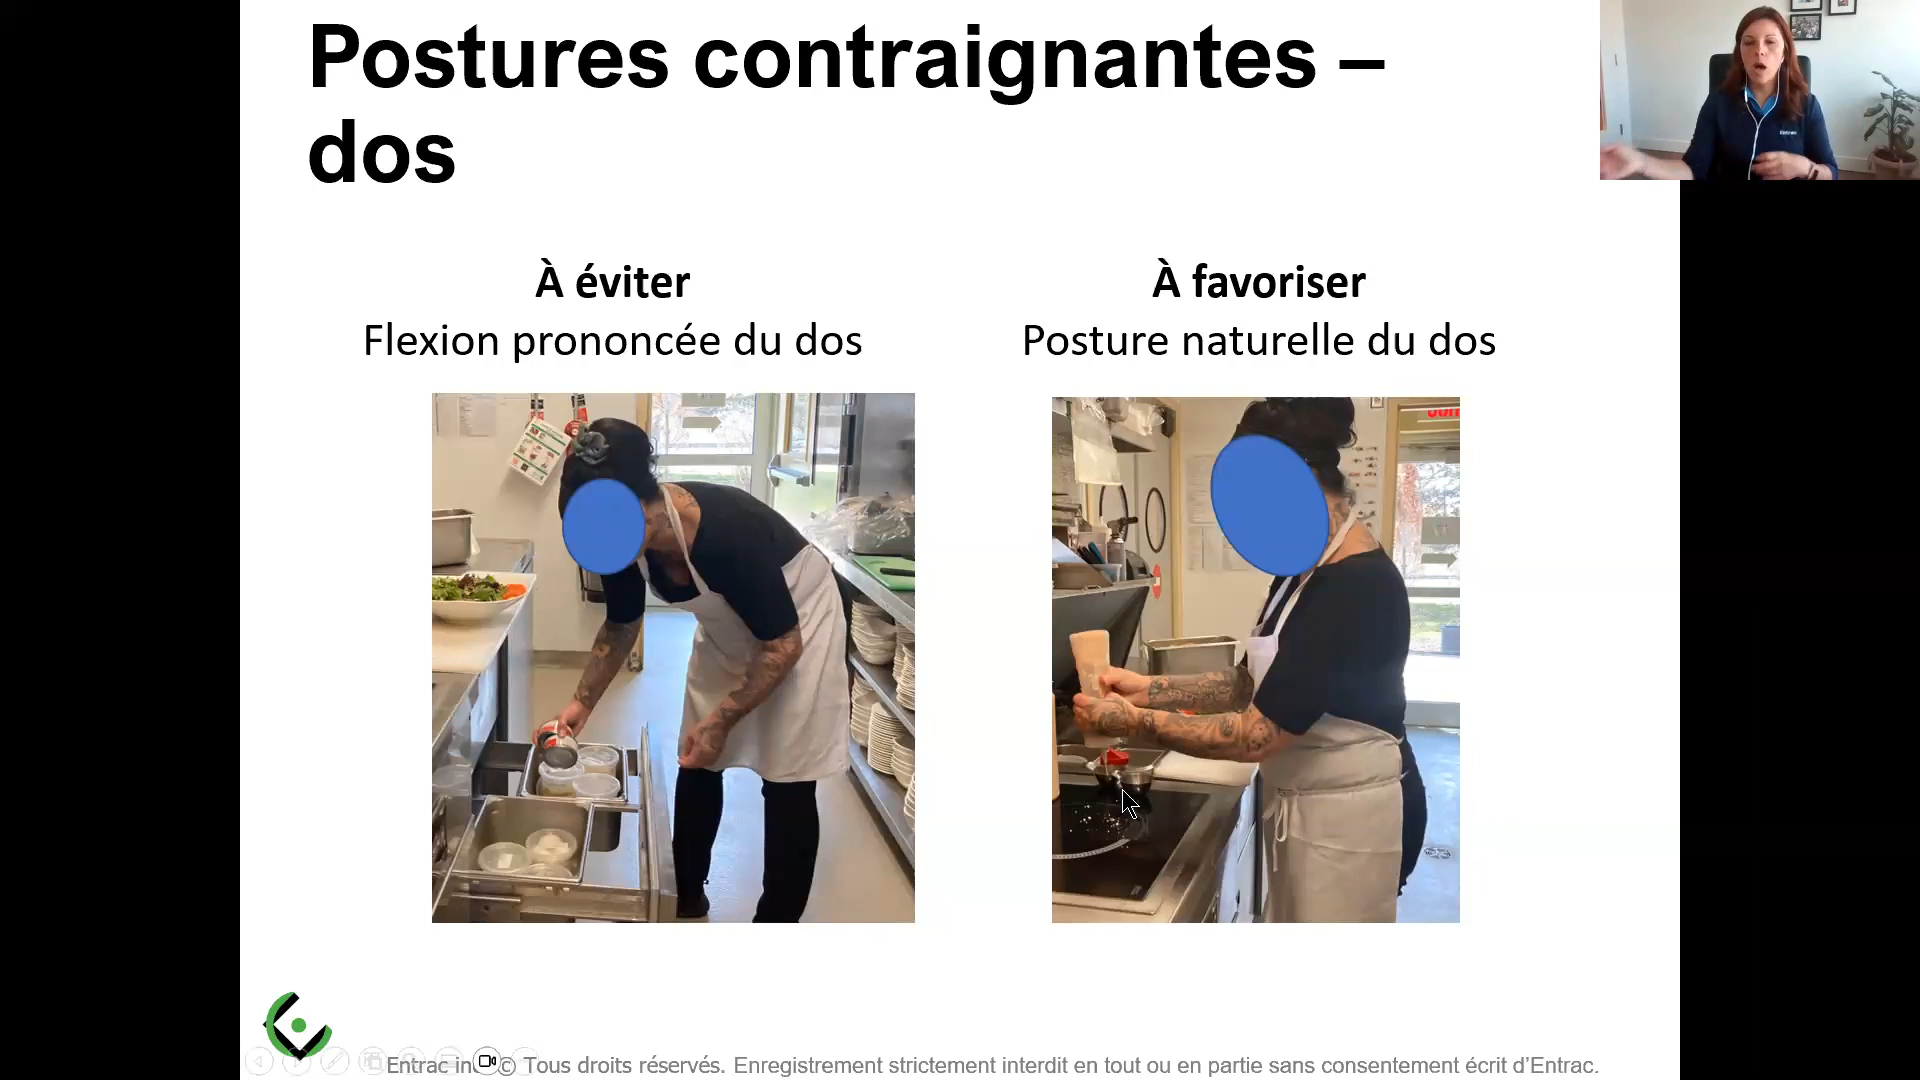 Postures contraignantes –
dos
À éviter
Flexion prononcée du dos
À favoriser
Posture naturelle du dos
Entrac © Tous droits réservés. Enregistrement strictement interdit en tout ou en partie sans consentement écrit d’Entrac.